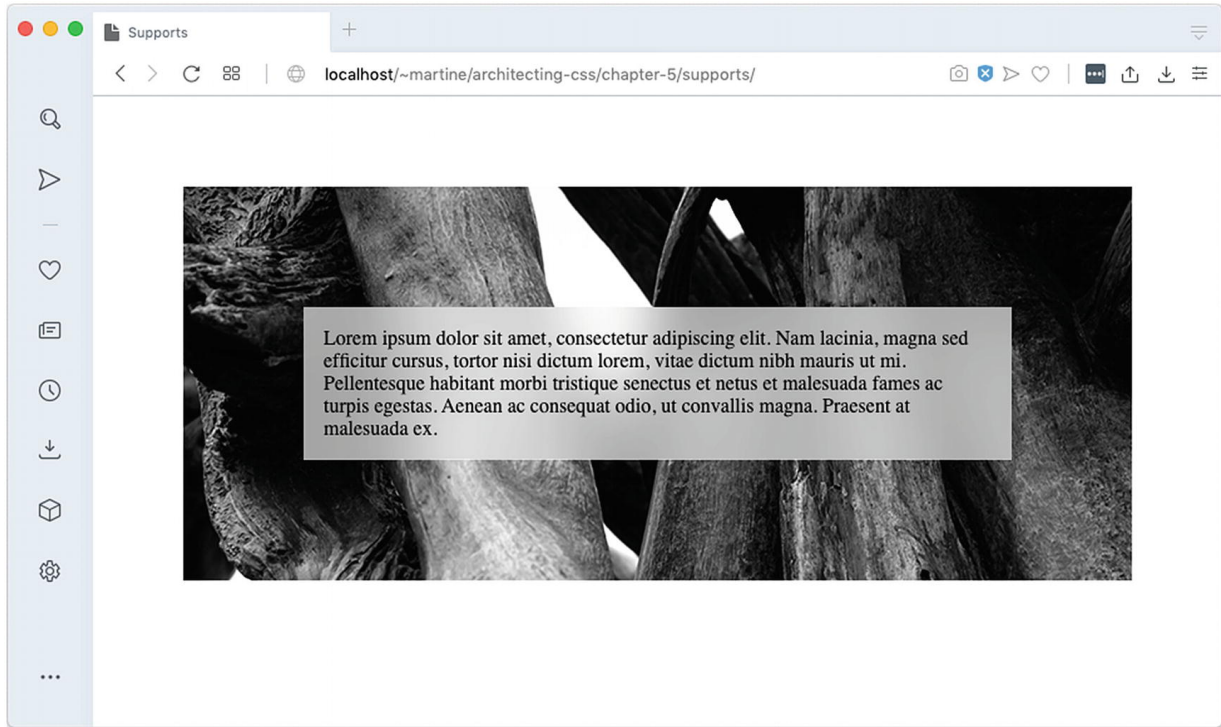 Supports
localhost/~martine/architecting-css/chapter-5/supports/
Lorem ipsum dolor sit amet, consectetur adipiscing elit. Nam lacinia, magna sed
efficitur cursus, tortor nisi dictum lorem, vitae dictum nibh mauris ut mi.
Pellentesque habitant morbi tristique senectus et netus et malesuada fames ac
turpis egestas. Aenean ac consequat odio, ut convallis magna. Praesent at
malesuada ex.